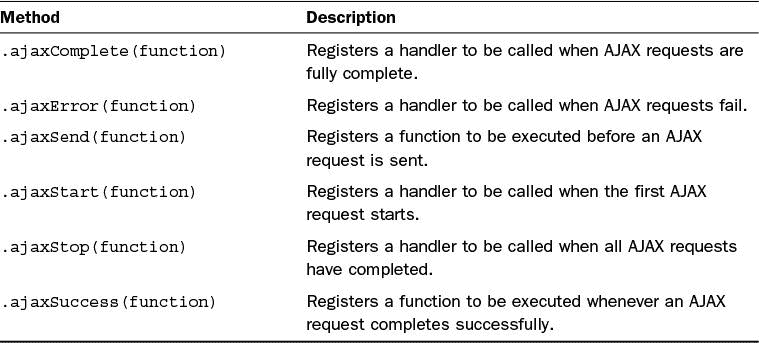 Method Description
.ajaxComplete(function) Registers a handler to be called when AJAX requests are
fully complete.
.ajaxError(function) Registers a handler to be called when AJAX requests fail.
.ajaxSend(function) Registers a function to be executed before an AJAX
request is sent.
.ajaxStart(function) Registers a handler to be called when the first AJAX
request starts.
.ajaxStop(function) Registers a handler to be called when all AJAX requests
have completed.
.ajaxSuccess(function) Registers a function to be executed whenever an AJAX
request completes successfully.